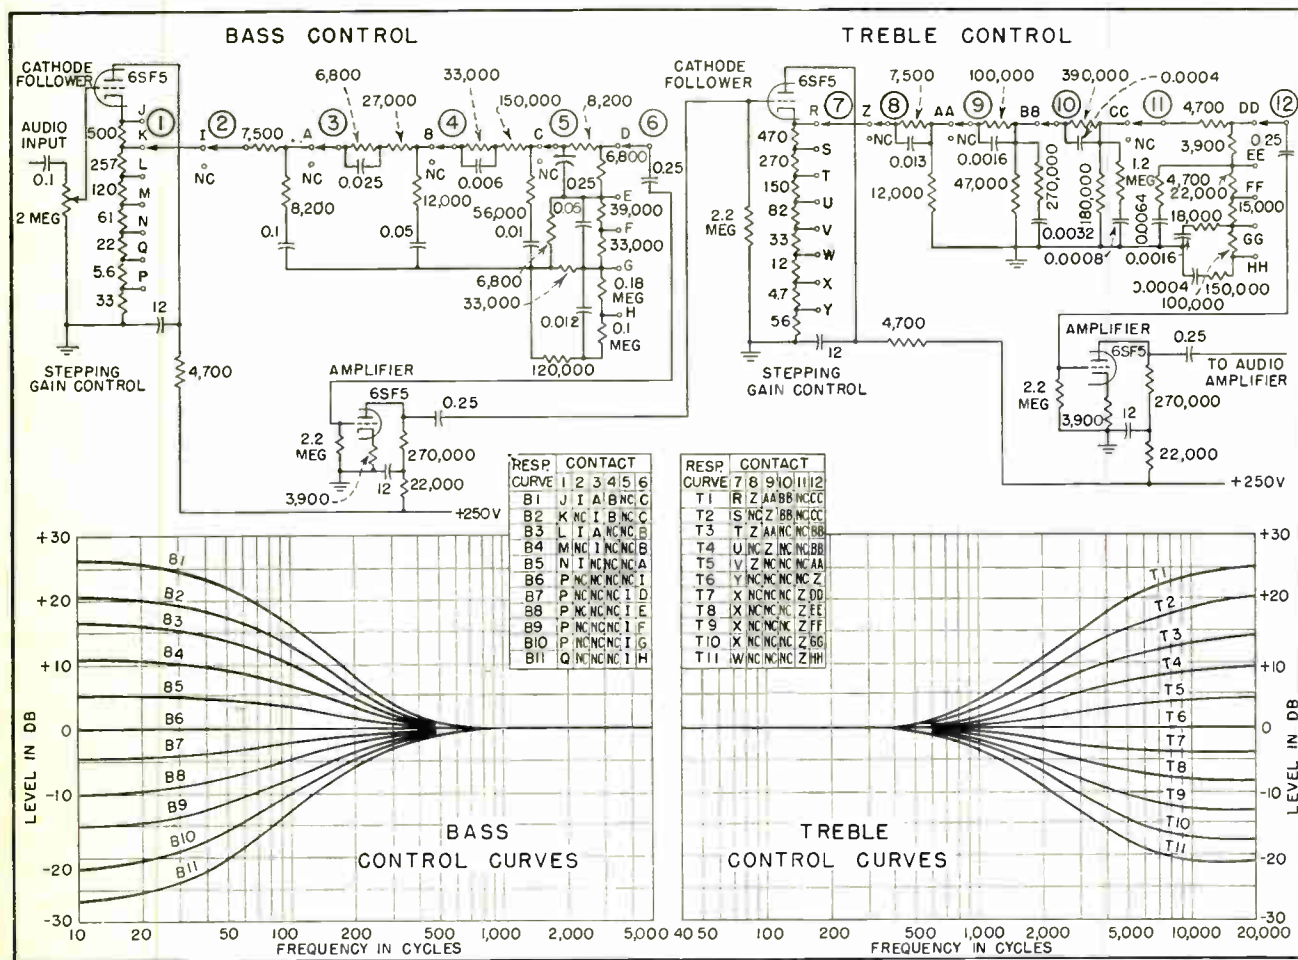 BASS CONTROL
TREBLE CONTROL
CATHODE FOLLOWER
6SF5
AUDIO INPUT
0.1
2 MEG
J
K
L
M
N
Q
P
500
257
120
61
22
5.6
33
12
STEPPING GAIN CONTROL
4,700
1
I
2
NC
7,500
A
3
NC
6,800
27,000
0.025
8,200
0.1
B
4
NC
33,000
150,000
0.006
12,000
0.05
C
5
NC
8,200
D
6
6,800
0.25
56,000
0.01
0.25
0.05
E
39,000
F
33,000
G
6,800
33,000
0.18 MEG
H
0.1 MEG
0.012
120,000
AMPLIFIER
6SF5
0.25
2.2 MEG
3,900
12
270,000
22,000
+250V
CATHODE FOLLOWER
6SF5
2.2 MEG
R
S
T
U
V
W
X
Y
470
270
150
82
33
12
4.7
56
12
STEPPING GAIN CONTROL
4,700
7
Z
8
NC
7,500
0.013
12,000
AA
9
NC
100,000
0.0016
47,000
BB
10
NC
390,000
0.0004
270,000
0.0032
180,000
CC
11
1.2 MEG
0.0008
0.0064
4,700
DD
12
0.25
3,900
EE
4,700
22,000
FF
15,000
18,000
GG
HH
0.0016
0.0004
150,000
100,000
AMPLIFIER
6SF5
0.25
TO AUDIO AMPLIFIER
2.2 MEG
3,900
12
270,000
22,000
+250V
RESP. CURVE CONTACT
1 2 3 4 5 6
B1 J I A B NC C
B2 K NC I B NC C
B3 L I A NC NC B
B4 M NC I NC NC B
B5 N I NC NC NC A
B6 P NC NC NC NC I
B7 P NC NC NC I D
B8 P NC NC NC I E
B9 P NC NC NC I F
B10 P NC NC NC I G
B11 Q NC NC NC I H
RESP. CURVE CONTACT
7 8 9 10 11 12
T1 R Z AA BB NC CC
T2 S NC Z BB NC CC
T3 T Z AA NC NC BB
T4 U NC Z NC NC BB
T5 V Z NC NC NC AA
T6 Y NC NC NC NC Z
T7 X NC NC NC Z DD
T8 X NC NC NC Z EE
T9 X NC NC NC Z FF
T10 X NC NC NC Z GG
T11 W NC NC NC Z HH
LEVEL IN DB
+30
+20
+10
0
-10
-20
-30
B1
B2
B3
B4
B5
B6
B7
B8
B9
B10
B11
BASS CONTROL CURVES
10 20 50 100 200 500 1,000 2,000 5,000
FREQUENCY IN CYCLES
T1
T2
T3
T4
T5
T6
T7
T8
T9
T10
T11
TREBLE CONTROL CURVES
40 50 100 200 500 1,000 2,000 5,000 10,000 20,000
FREQUENCY IN CYCLES
+30
+20
+10
0
-10
-20
-30
LEVEL IN DB